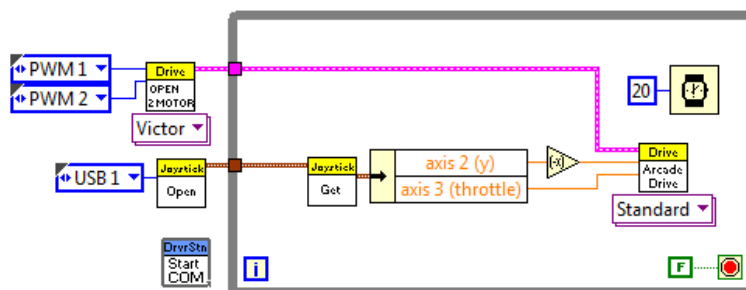 PWM 1
PWM 2
Drive
OPEN
2 MOTOR
Victor
USB 1
Joystick
Open
DrvrStn
Start
COM
Joystick
Get
axis 2 (y)
axis 3 (throttle)
(-x)
20
Drive
Arcade
Drive
Standard
i
F